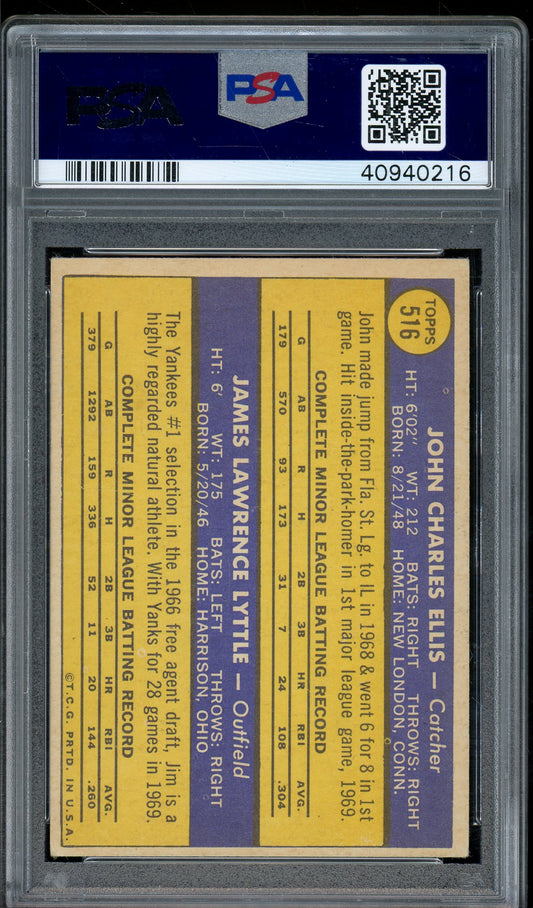 PSA
PSA
40940216
TOPPS
516
JOHN CHARLES ELLIS — Catcher
HT: 6'02" WT: 212 BATS: RIGHT THROWS: RIGHT
BORN: 8/21/48 HOME: NEW LONDON, CONN.
John made jump from Fla. St. Lg. to IL in 1968 & went 6 for 8 in 1st
game. Hit inside-the-park-homer in 1st major league game, 1969.
COMPLETE MINOR LEAGUE BATTING RECORD
G AB R H 2B 3B HR RBI AVG.
179 570 93 173 31 7 24 108 .304
JAMES LAWRENCE LYTTLE — Outfield
HT: 6' WT: 175 BATS: LEFT THROWS: RIGHT
BORN: 5/20/46 HOME: HARRISON, OHIO
The Yankees #1 selection in the 1966 free agent draft, Jim is a
highly regarded natural athlete. With Yanks for 28 games in 1969.
COMPLETE MINOR LEAGUE BATTING RECORD
G AB R H 2B 3B HR RBI AVG.
379 1292 159 336 52 11 20 144 .260
©T.C.G. PRTD. IN U.S.A.